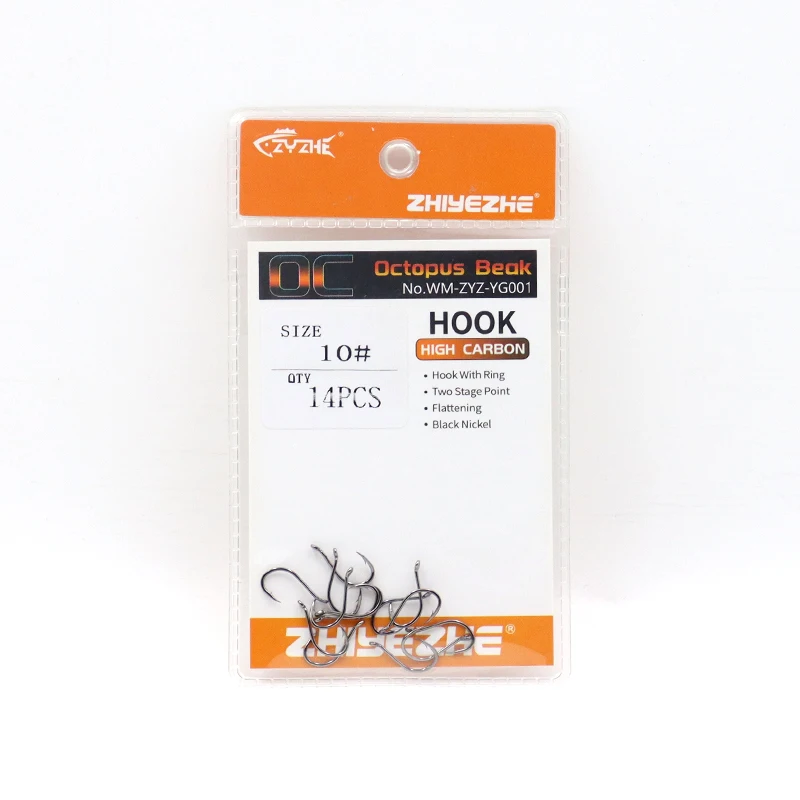 ZYZHE®
ZHIYEZHE®
OC Octopus Beak
No.WM-ZYZ-YG001
SIZE
10#
QTY
14PCS
HOOK
HIGH CARBON
• Hook With Ring
• Two Stage Point
• Flattening
• Black Nickel
ZHIYEZHE®